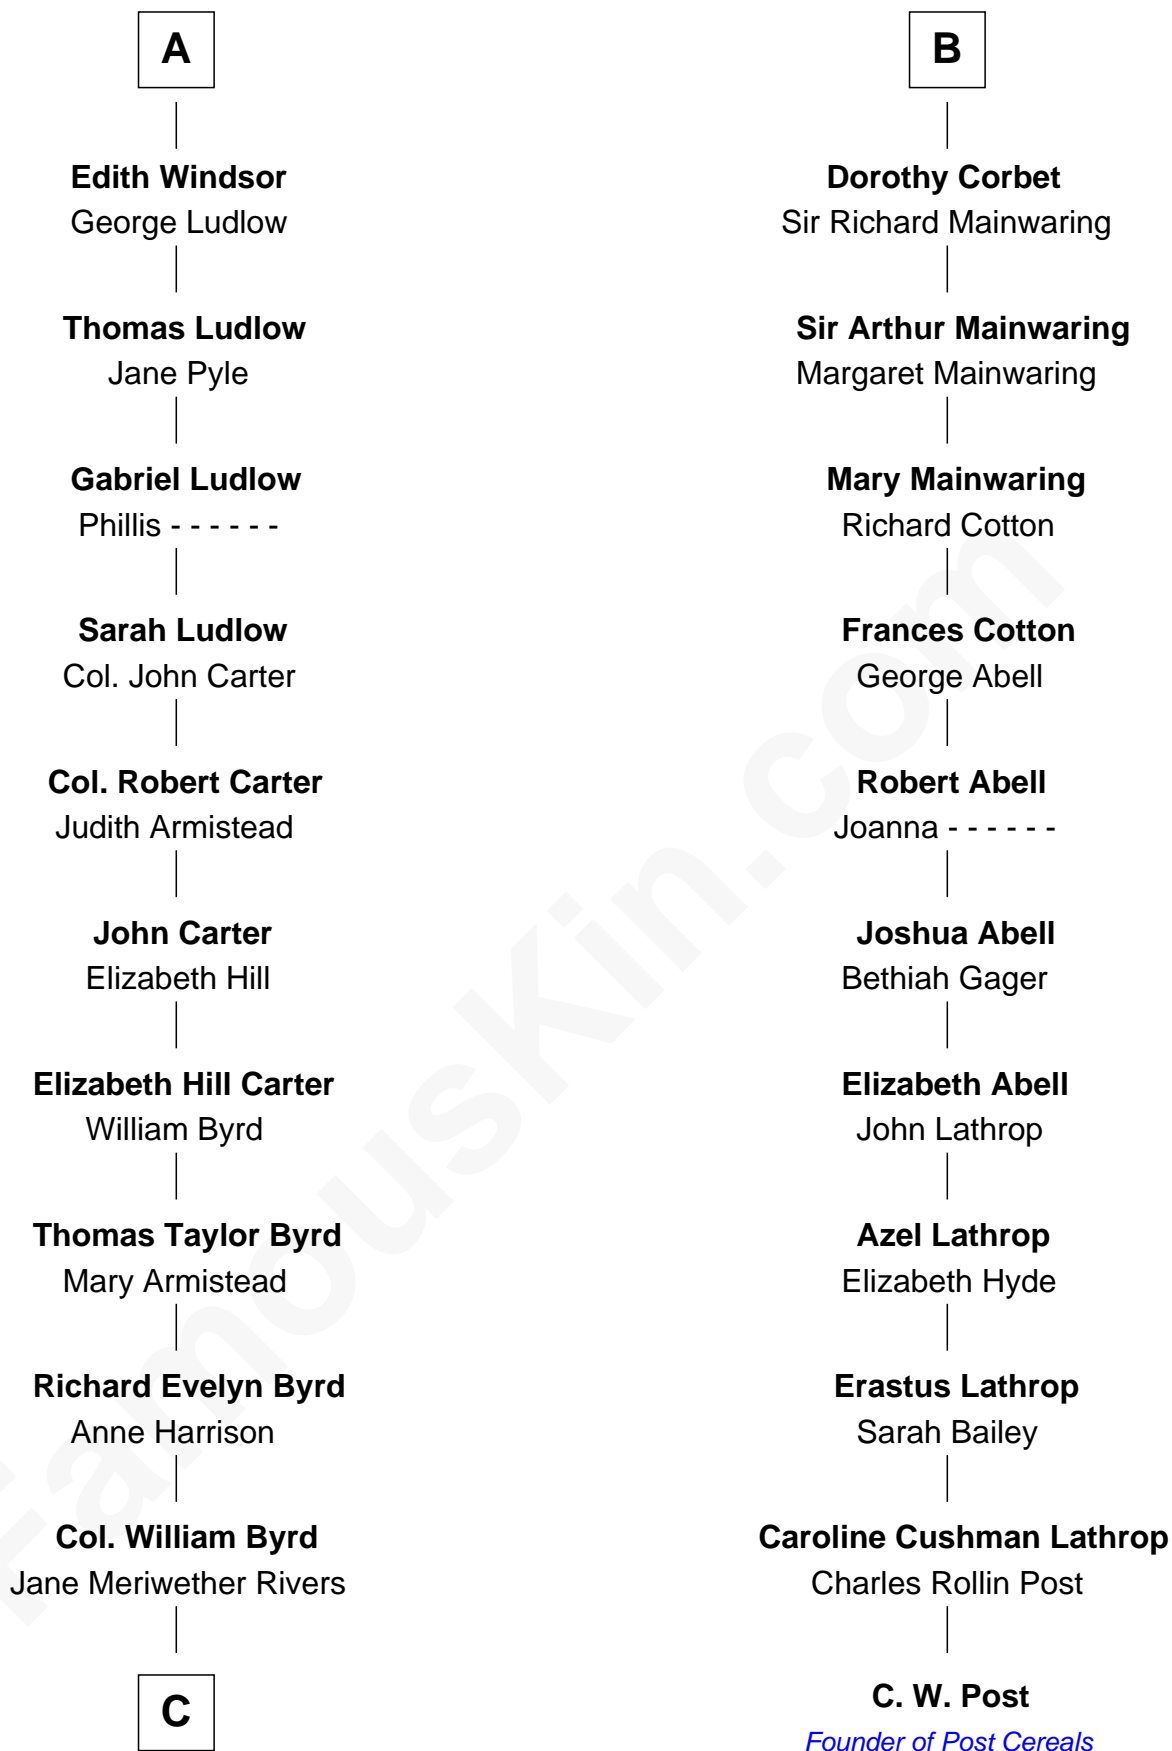 A
Edith Windsor
George Ludlow
Thomas Ludlow
Jane Pyle
Gabriel Ludlow
Phillis - - - - - -
Sarah Ludlow
Col. John Carter
Col. Robert Carter
Judith Armistead
John Carter
Elizabeth Hill
Elizabeth Hill Carter
William Byrd
Thomas Taylor Byrd
Mary Armistead
Richard Evelyn Byrd
Anne Harrison
Col. William Byrd
Jane Meriwether Rivers
C
B
Dorothy Corbet
Sir Richard Mainwaring
Sir Arthur Mainwaring
Margaret Mainwaring
Mary Mainwaring
Richard Cotton
Frances Cotton
George Abell
Robert Abell
Joanna - - - - - -
Joshua Abell
Bethiah Gager
Elizabeth Abell
John Lathrop
Azel Lathrop
Elizabeth Hyde
Erastus Lathrop
Sarah Bailey
Caroline Cushman Lathrop
Charles Rollin Post
C. W. Post
Founder of Post Cereals
FamousKin.com